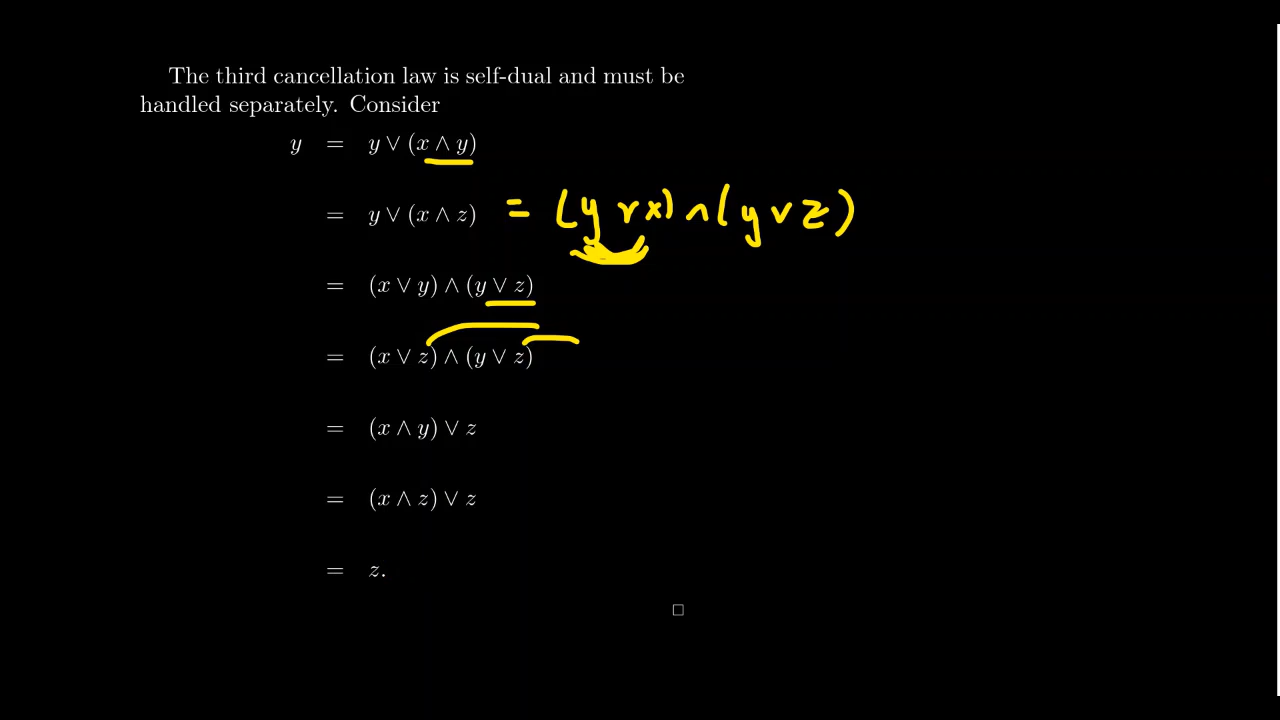 The third cancellation law is self-dual and must be
handled separately. Consider
y = y ∨ (x ∧ y)
= y ∨ (x ∧ z) = (y ∨ x) ∧ (y ∨ z)
= (x ∨ y) ∧ (y ∨ z)
= (x ∨ z) ∧ (y ∨ z)
= (x ∧ y) ∨ z
= (x ∧ z) ∨ z
= z.
□